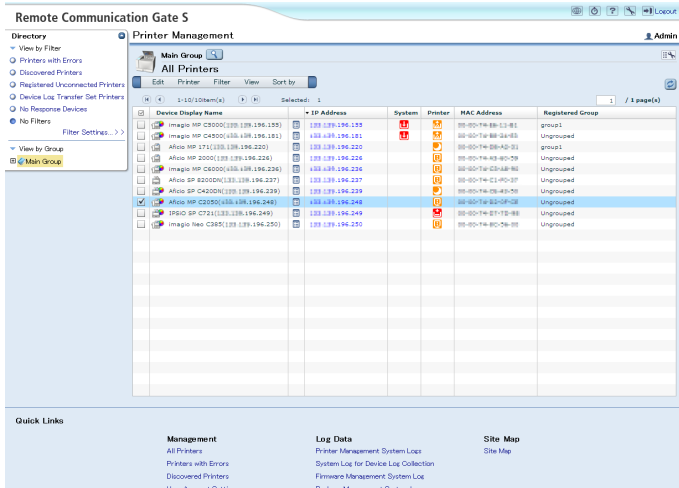 Remote Communication Gate S
Logout
Directory
Printer Management
Admin
View by Filter
Printers with Errors
Discovered Printers
Registered Unconnected Printers
Device Log Transfer Set Printers
No Response Devices
No Filters
Filter Settings...>>
View by Group
Main Group
Main Group
All Printers
Edit Printer Filter View Sort by
1-10/10Item(s) Selected: 1 1 / 1 page(s)
Device Display Name IP Address System Printer MAC Address Registered Group
imagio MP C5000( .196.155) .196.155 group1
imagio MP C4500( .196.181) .196.181 Ungrouped
Aficio MP 171( .196.220) .196.220 group1
Aficio MP 2000( .196.226) .196.226 Ungrouped
imagio MP C6000( .196.236) .196.236 Ungrouped
Aficio SP 8200DN( .196.237) .196.237 Ungrouped
Aficio SP C420DN( .196.239) .196.239 Ungrouped
Aficio MP C2050( .196.248) .196.248 Ungrouped
IPSiO SP C721( .196.249) .196.249 Ungrouped
imagio Neo C385( .196.250) .196.250 Ungrouped
Quick Links
Management Log Data Site Map
All Printers Printer Management System Logs Site Map
Printers with Errors System Log for Device Log Collection
Discovered Printers Firmware Management System Log